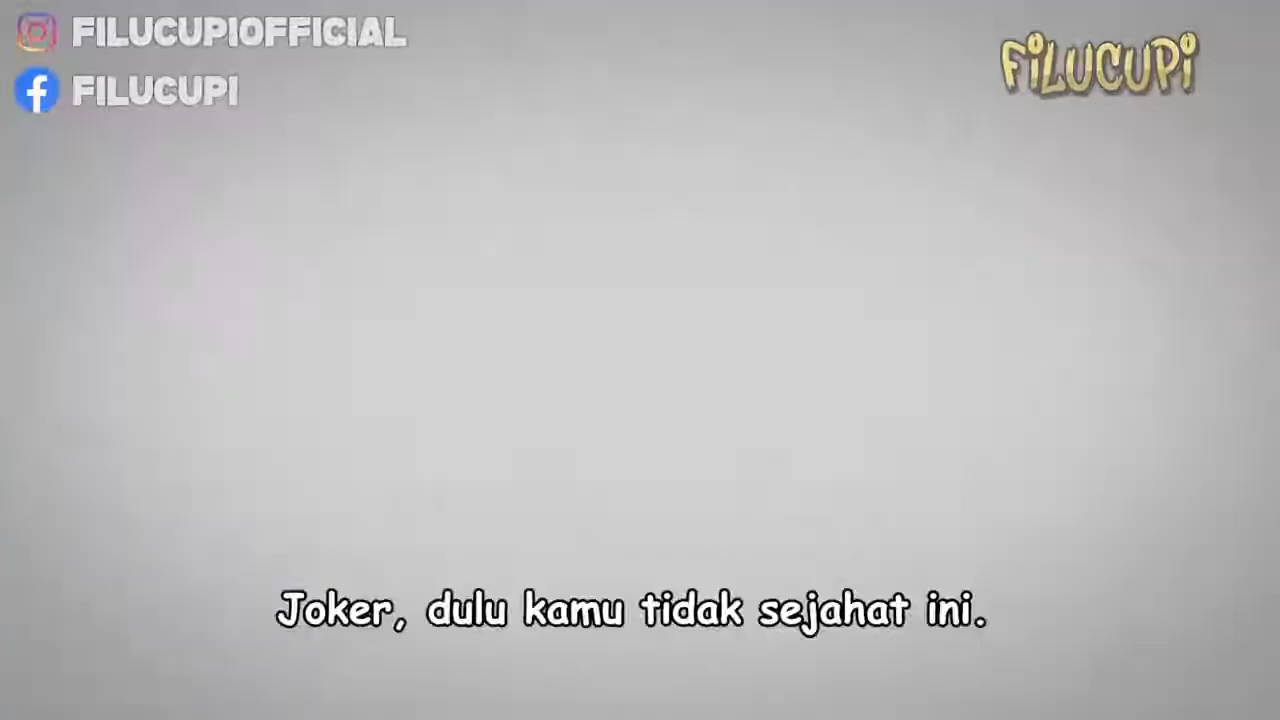 FILUCUPIOFFICIAL
FILUCUPI
FiLUCUPi
Joker, dulu kamu tidak sejahat ini.